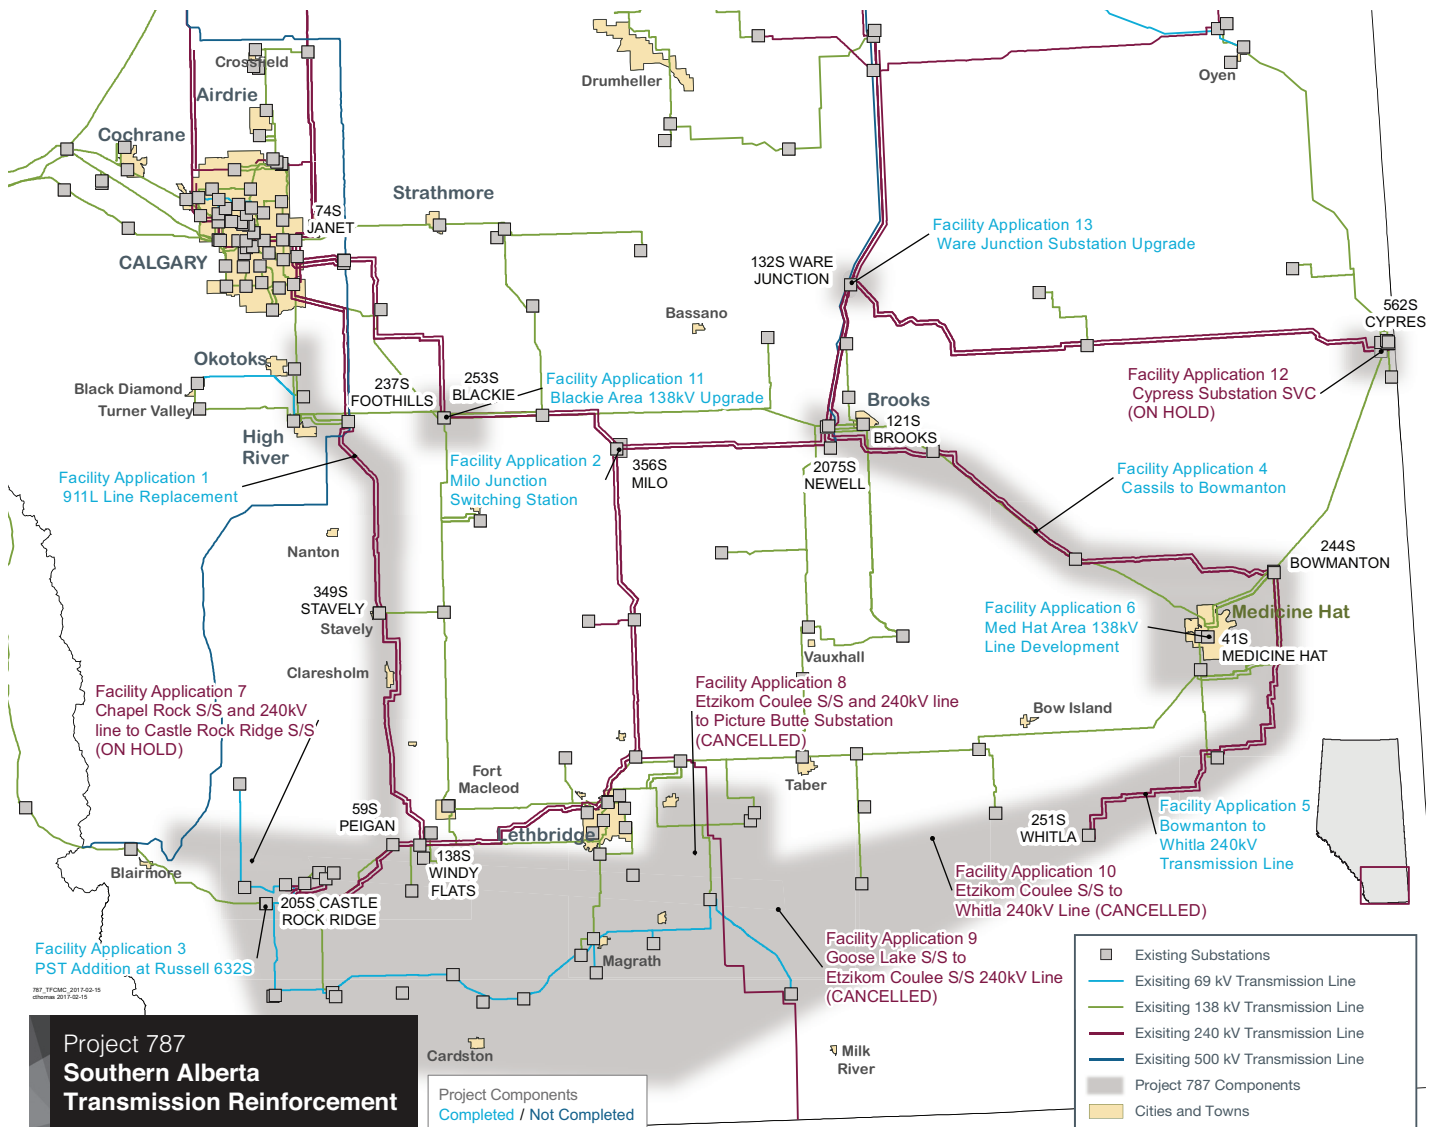 Crossfield
Airdrie
Cochrane
Drumheller
Oyen
Strathmore
74S
JANET
CALGARY
Facility Application 13
Ware Junction Substation Upgrade
132S WARE
JUNCTION
Bassano
562S
CYPRES
Okotoks
Black Diamond
Turner Valley
237S
FOOTHILLS
253S
BLACKIE
Facility Application 11
Blackie Area 138kV Upgrade
Facility Application 12
Cypress Substation SVC
(ON HOLD)
Brooks
121S
BROOKS
High
River
Facility Application 1
911L Line Replacement
Facility Application 2
Milo Junction
Switching Station
356S
MILO
2075S
NEWELL
Facility Application 4
Cassils to Bowmanton
Nanton
244S
BOWMANTON
349S
STAVELY
Stavely
Facility Application 6
Med Hat Area 138kV
Line Development
Medicine Hat
41S
MEDICINE HAT
Vauxhall
Claresholm
Facility Application 7
Chapel Rock S/S and 240kV
line to Castle Rock Ridge S/S
(ON HOLD)
Facility Application 8
Etzikom Coulee S/S and 240kV line
to Picture Butte Substation
(CANCELLED)
Bow Island
Fort
Macleod
Taber
59S
PEIGAN
Lethbridge
251S
WHITLA
Facility Application 5
Bowmanton to
Whitla 240kV
Transmission Line
138S
WINDY
FLATS
Blairmore
205S CASTLE
ROCK RIDGE
Facility Application 10
Etzikom Coulee S/S to
Whitla 240kV Line (CANCELLED)
Facility Application 3
PST Addition at Russell 632S
Magrath
Facility Application 9
Goose Lake S/S to
Etzikom Coulee S/S 240kV Line
(CANCELLED)
787_TFCMC_2017-02-15
cthomas 2017-02-15
Cardston
Milk
River
Project 787
Southern Alberta
Transmission Reinforcement
Project Components
Completed / Not Completed
Existing Substations
Exisiting 69 kV Transmission Line
Exisiting 138 kV Transmission Line
Exisiting 240 kV Transmission Line
Exisiting 500 kV Transmission Line
Project 787 Components
Cities and Towns